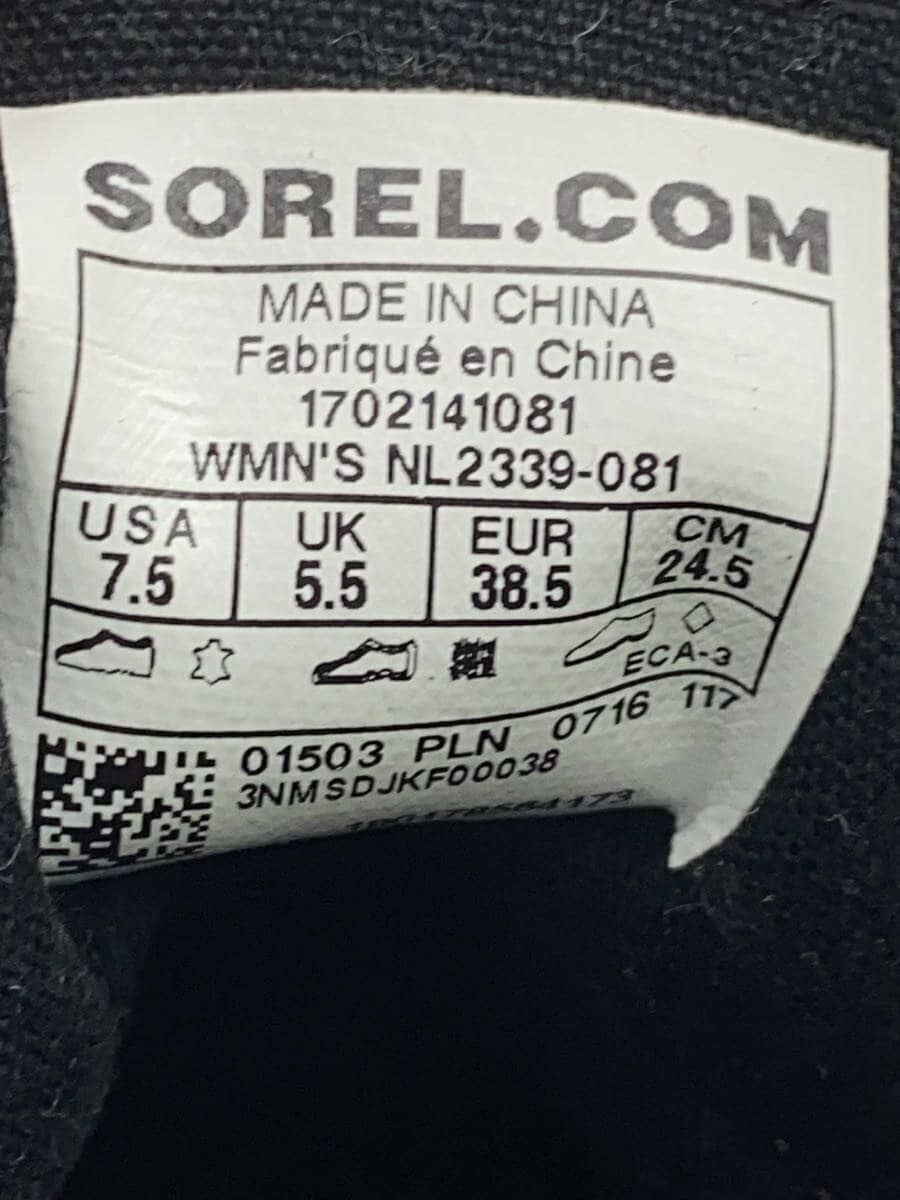 SOREL.COM
MADE IN CHINA
Fabriqué en Chine
1702141081
WMN'S NL2339-081
USA UK EUR CM
7.5 5.5 38.5 24.5
ECA-3
01503 PLN 0716
3NMSDJKF00038